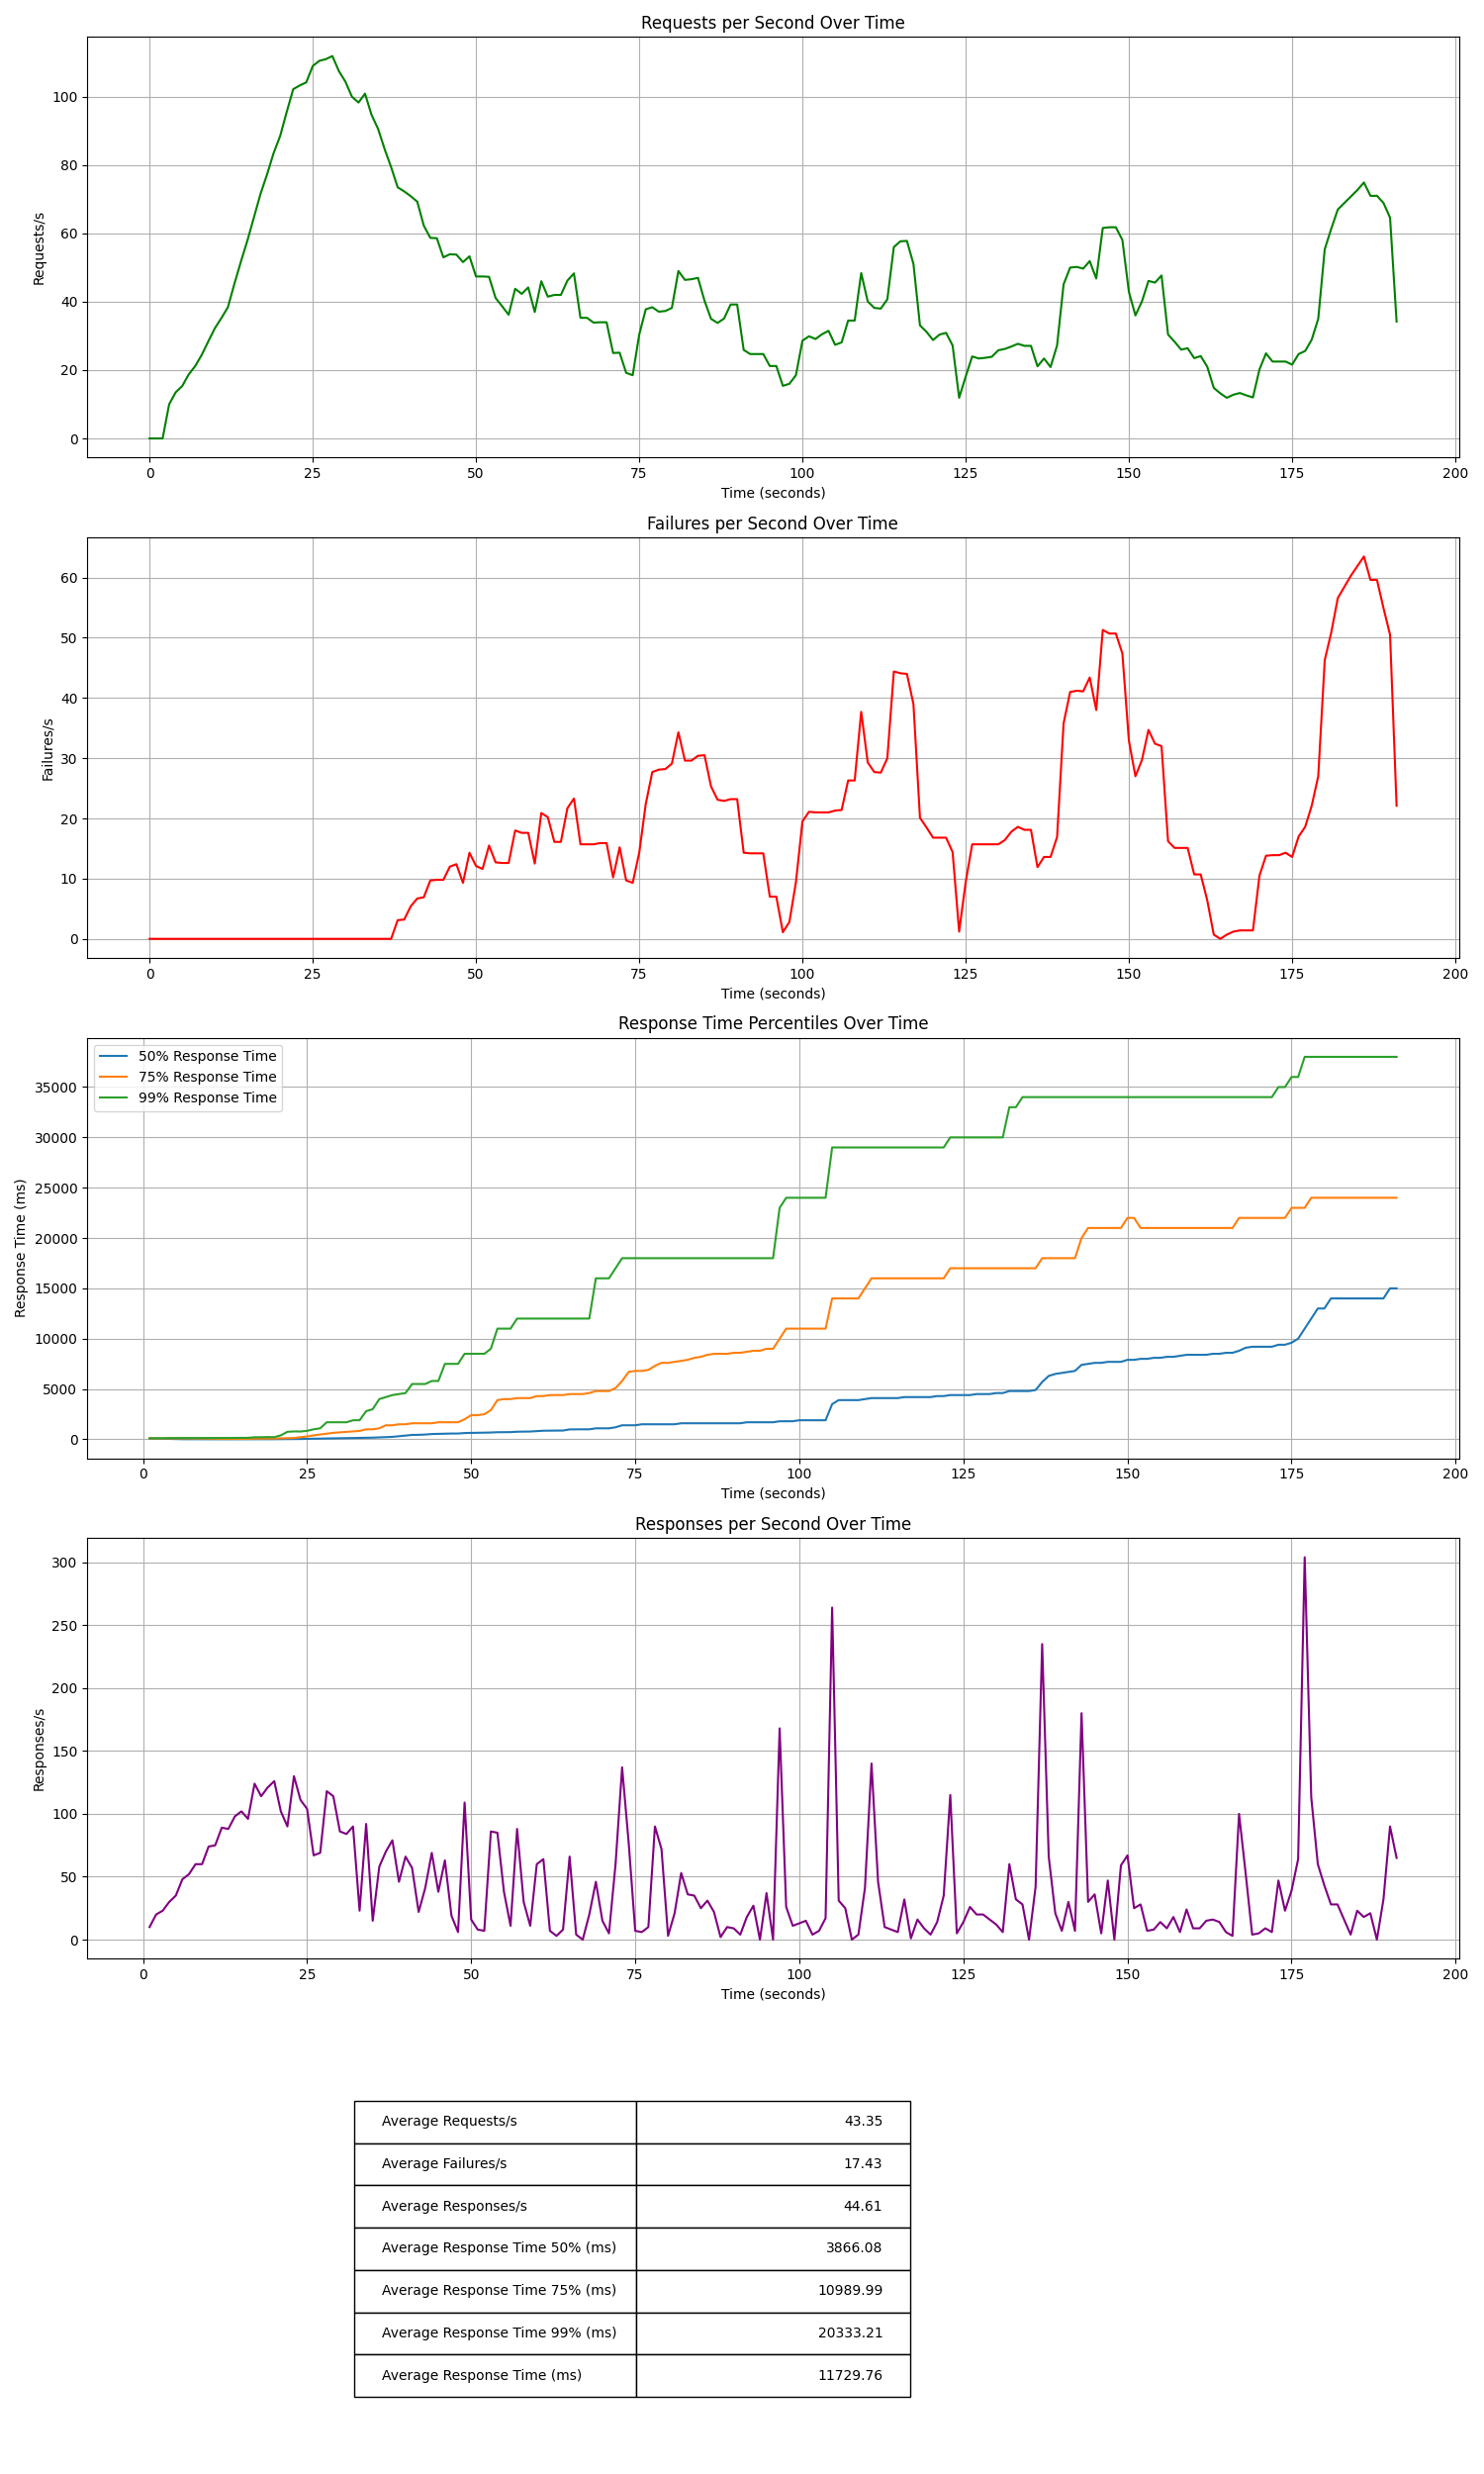 Requests per Second Over Time
100
80
60
40
20
0
Requests/s
0 25 50 75 100 125 150 175 200
Time (seconds)
Failures per Second Over Time
60
50
40
30
20
10
0
Failures/s
0 25 50 75 100 125 150 175 200
Time (seconds)
Response Time Percentiles Over Time
50% Response Time
75% Response Time
99% Response Time
35000
30000
25000
20000
15000
10000
5000
0
Response Time (ms)
0 25 50 75 100 125 150 175 200
Time (seconds)
Responses per Second Over Time
300
250
200
150
100
50
0
Responses/s
0 25 50 75 100 125 150 175 200
Time (seconds)
Average Requests/s 43.35
Average Failures/s 17.43
Average Responses/s 44.61
Average Response Time 50% (ms) 3866.08
Average Response Time 75% (ms) 10989.99
Average Response Time 99% (ms) 20333.21
Average Response Time (ms) 11729.76